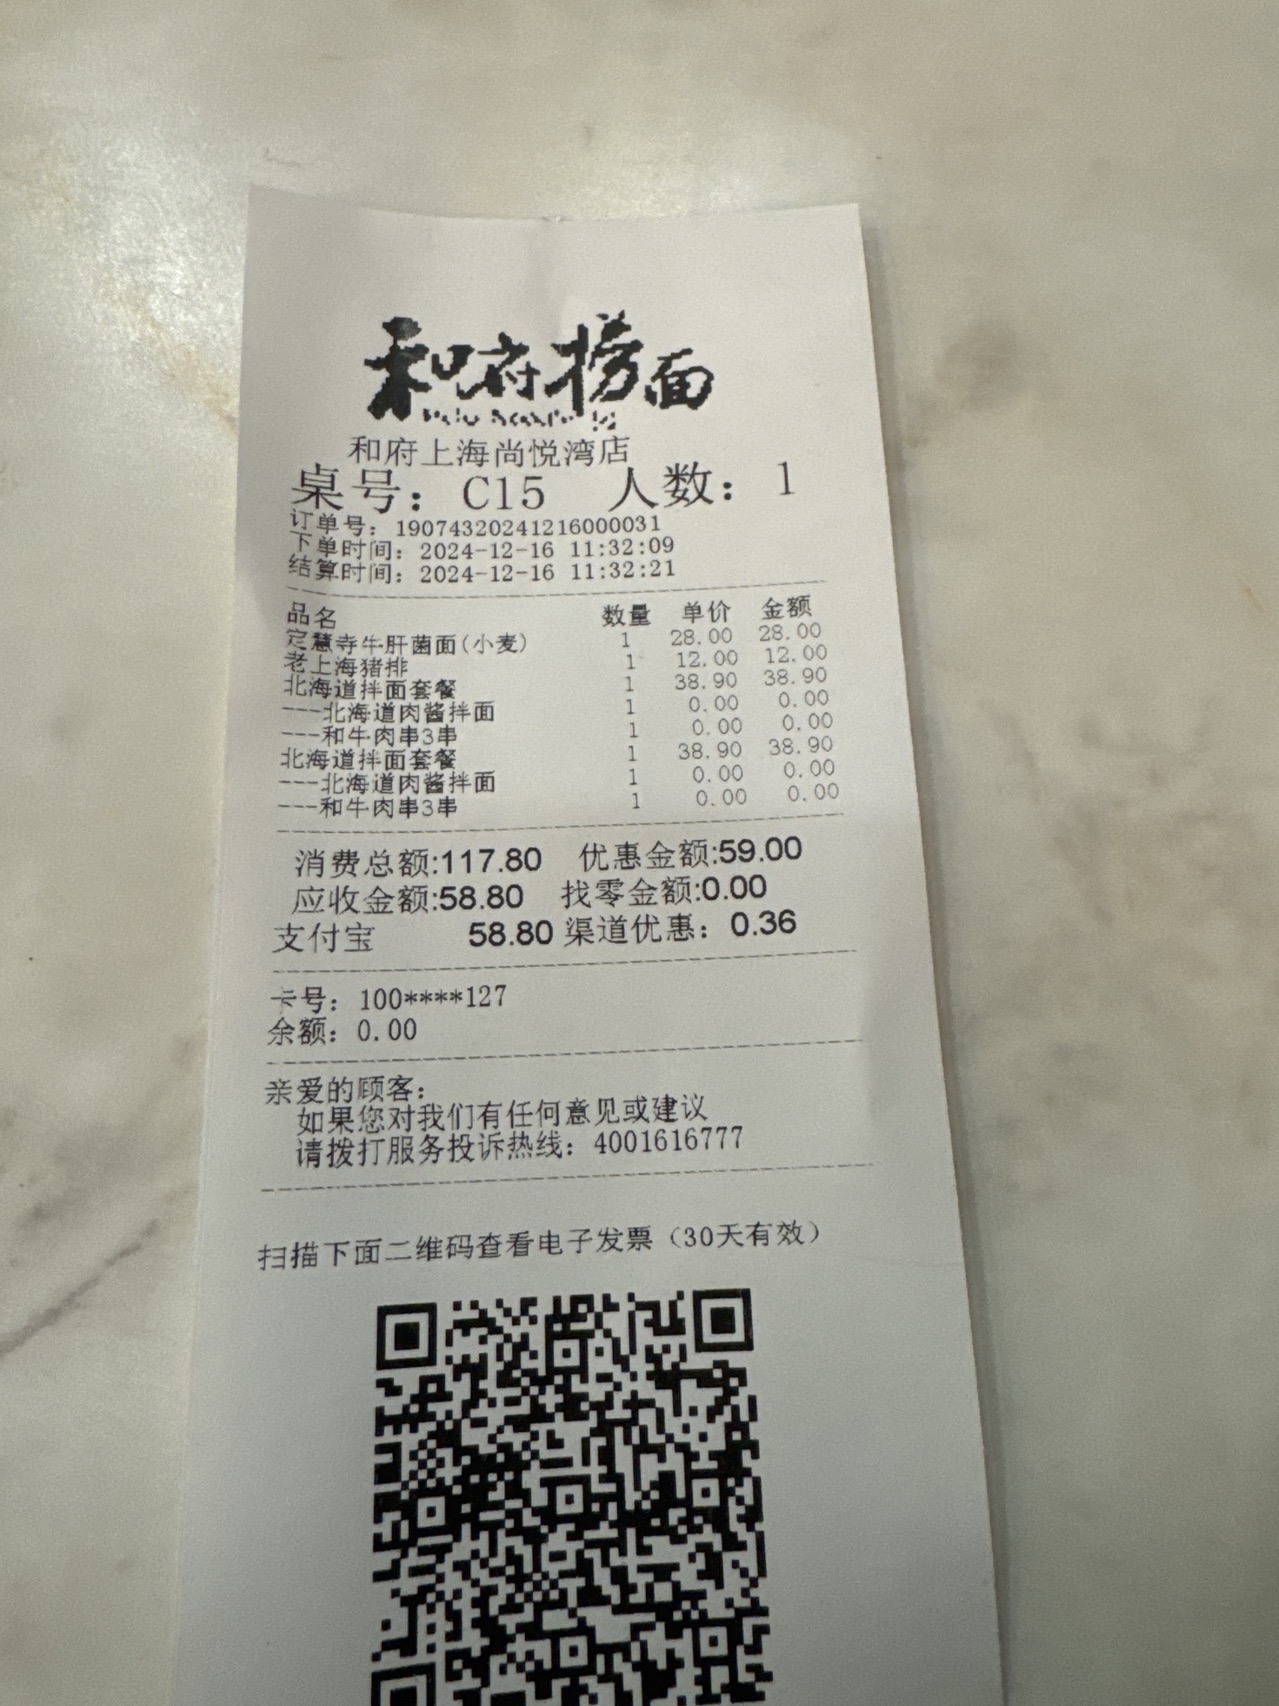 和府捞面
和府上海尚悦湾店
桌号：C15 人数：1
订单号：19074320241216000031
下单时间：2024-12-16 11:32:09
结算时间：2024-12-16 11:32:21
品名 数量 单价 金额
定慧寺牛肝菌面(小麦) 1 28.00 28.00
老上海猪排 1 12.00 12.00
北海道拌面套餐 1 38.90 38.90
---北海道肉酱拌面 1 0.00 0.00
---和牛肉串3串 1 0.00 0.00
北海道拌面套餐 1 38.90 38.90
---北海道肉酱拌面 1 0.00 0.00
---和牛肉串3串 1 0.00 0.00
消费总额:117.80 优惠金额:59.00
应收金额:58.80 找零金额:0.00
支付宝 58.80 渠道优惠：0.36
卡号：100****127
余额：0.00
亲爱的顾客：
如果您对我们有任何意见或建议
请拨打服务投诉热线：4001616777
扫描下面二维码查看电子发票（30天有效）